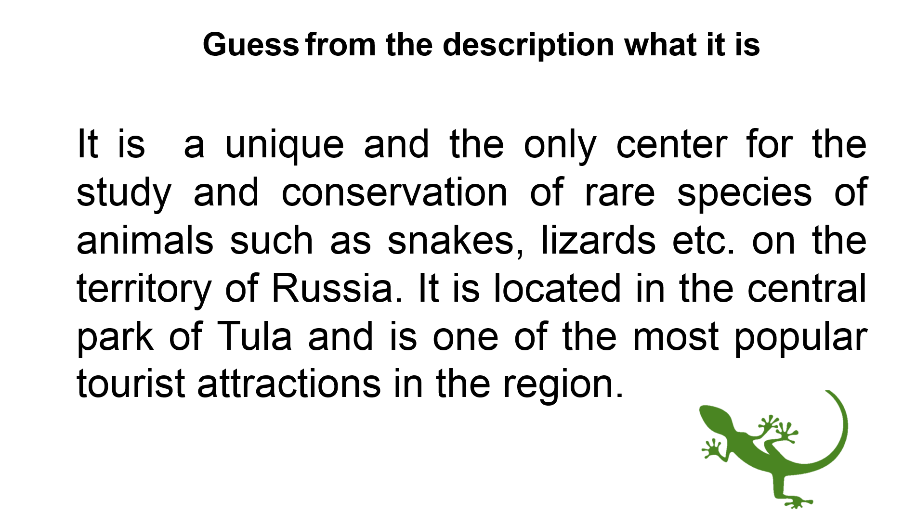 Guess from the description what it is
It is a unique and the only center for the
study and conservation of rare species of
animals such as snakes, lizards etc. on the
territory of Russia. It is located in the central
park of Tula and is one of the most popular
tourist attractions in the region.